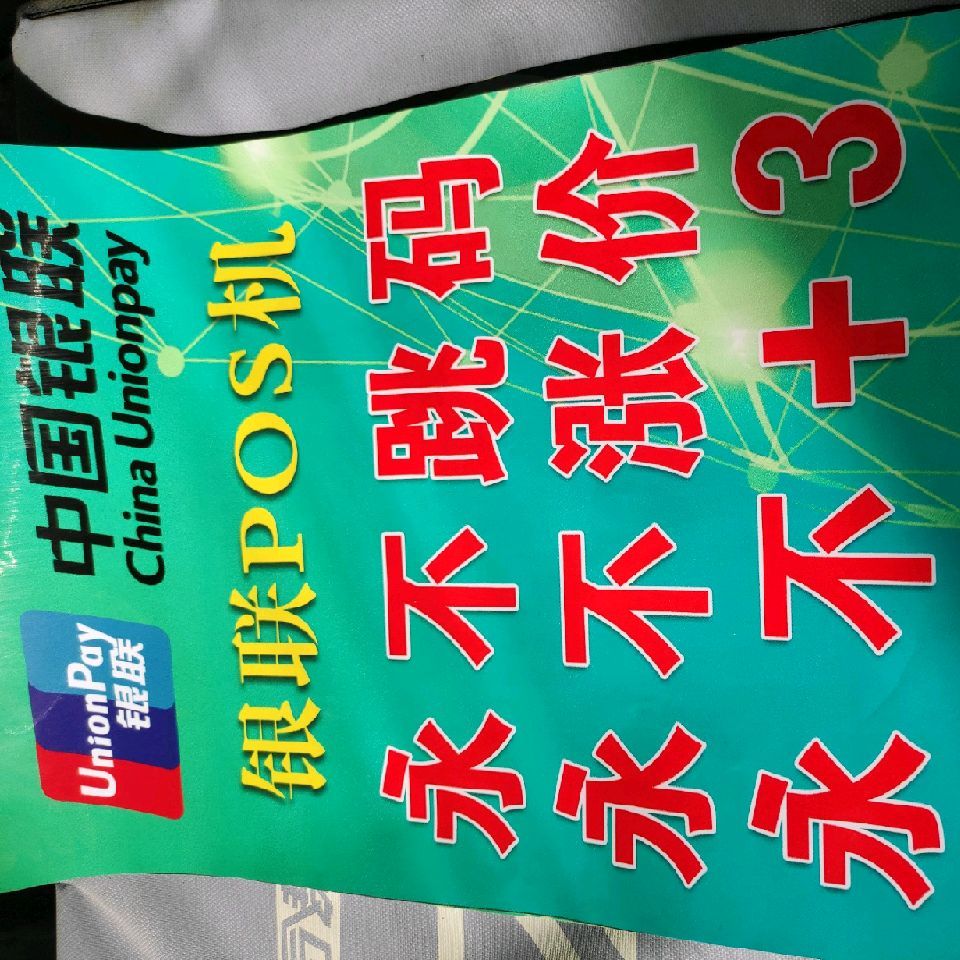 UnionPay
银联
中国银联
China Unionpay
银联POS机
永不跳码
永不涨价
永不+3